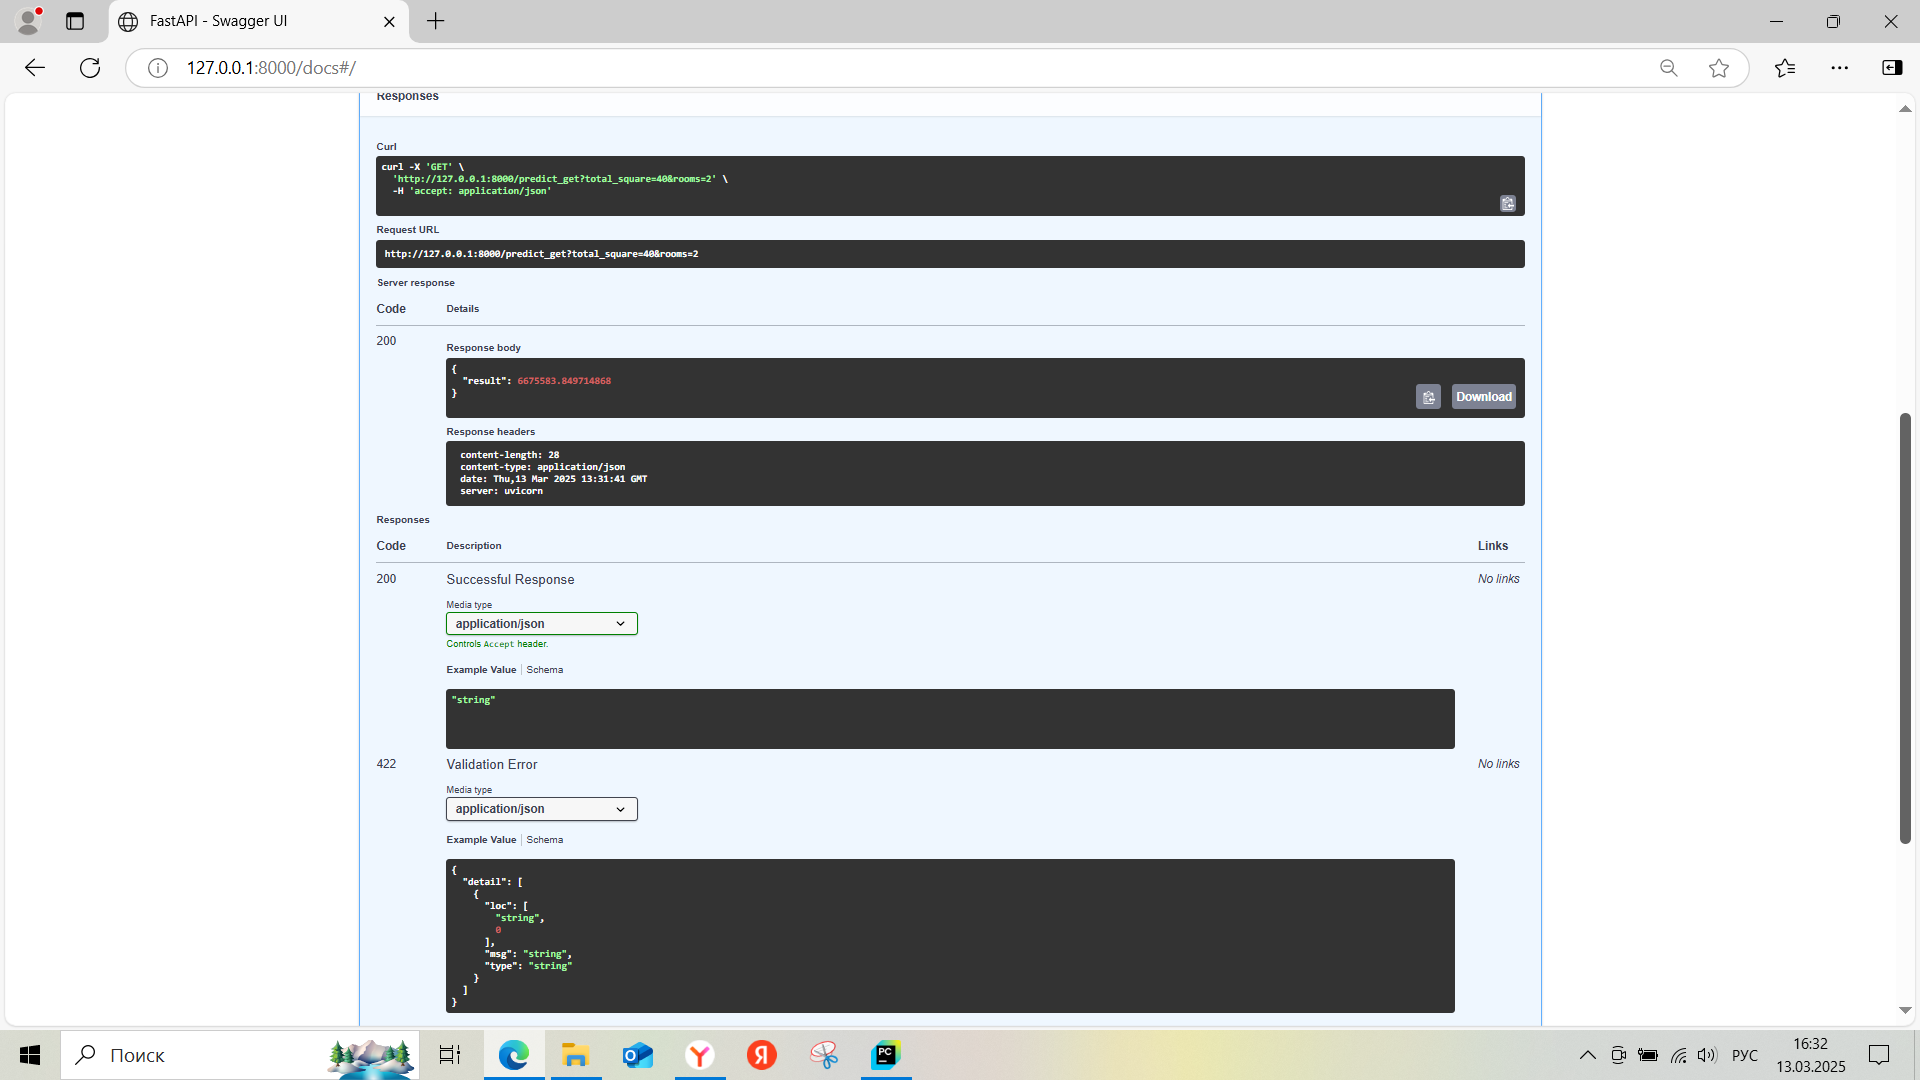 FastAPI - Swagger UI
127.0.0.1:8000/docs#/
Responses
Curl
curl -X 'GET' \
'http://127.0.0.1:8000/predict_get?total_square=40&rooms=2' \
-H 'accept: application/json'
Request URL
http://127.0.0.1:8000/predict_get?total_square=40&rooms=2
Server response
Code Details
200
Response body
{
"result": 6675583.849714868
}
Download
Response headers
content-length: 28
content-type: application/json
date: Thu,13 Mar 2025 13:31:41 GMT
server: uvicorn
Responses
Code Description Links
200 Successful Response No links
Media type
application/json
Controls Accept header.
Example Value Schema
"string"
422 Validation Error No links
Media type
application/json
Example Value Schema
{
"detail": [
{
"loc": [
"string",
0
],
"msg": "string",
"type": "string"
}
]
}
Поиск
PC
РУС
16:32
13.03.2025